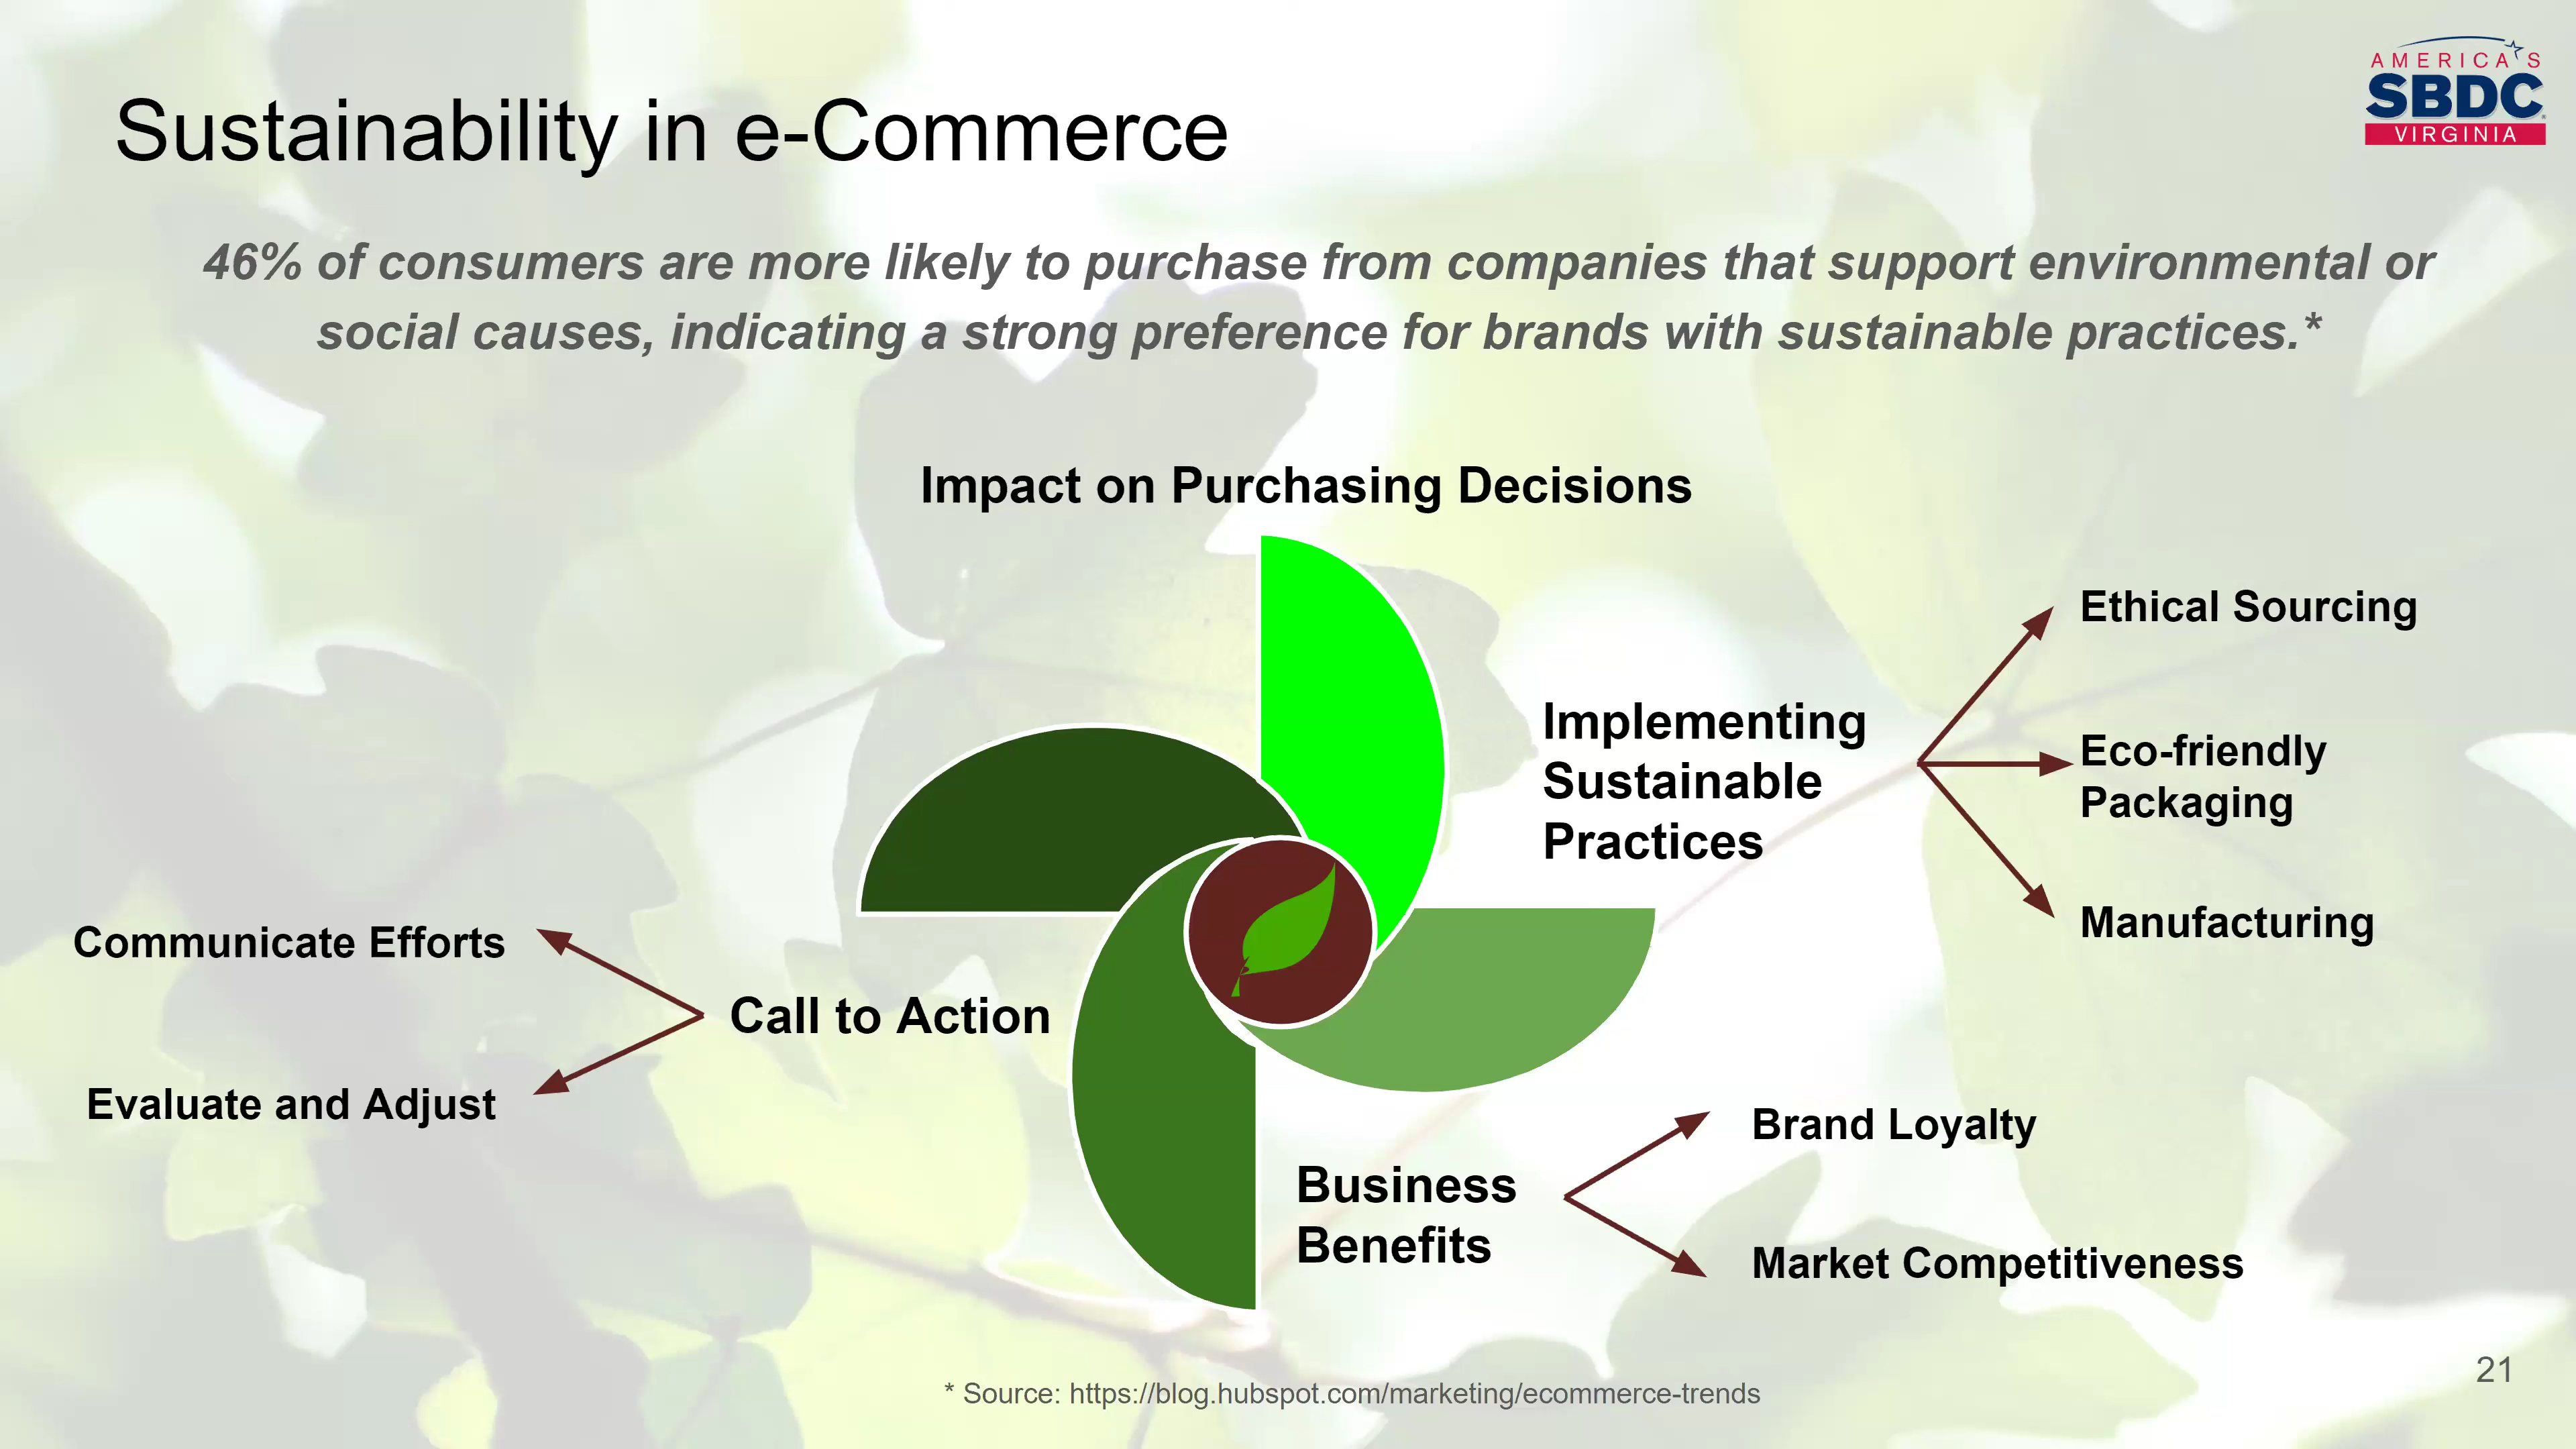 AMERICA'S
SBDC
VIRGINIA
Sustainability in e-Commerce
46% of consumers are more likely to purchase from companies that support environmental or
social causes, indicating a strong preference for brands with sustainable practices.*
Impact on Purchasing Decisions
Implementing
Sustainable
Practices
Ethical Sourcing
Eco-friendly
Packaging
Manufacturing
Business
Benefits
Brand Loyalty
Market Competitiveness
Call to Action
Communicate Efforts
Evaluate and Adjust
* Source: https://blog.hubspot.com/marketing/ecommerce-trends
21